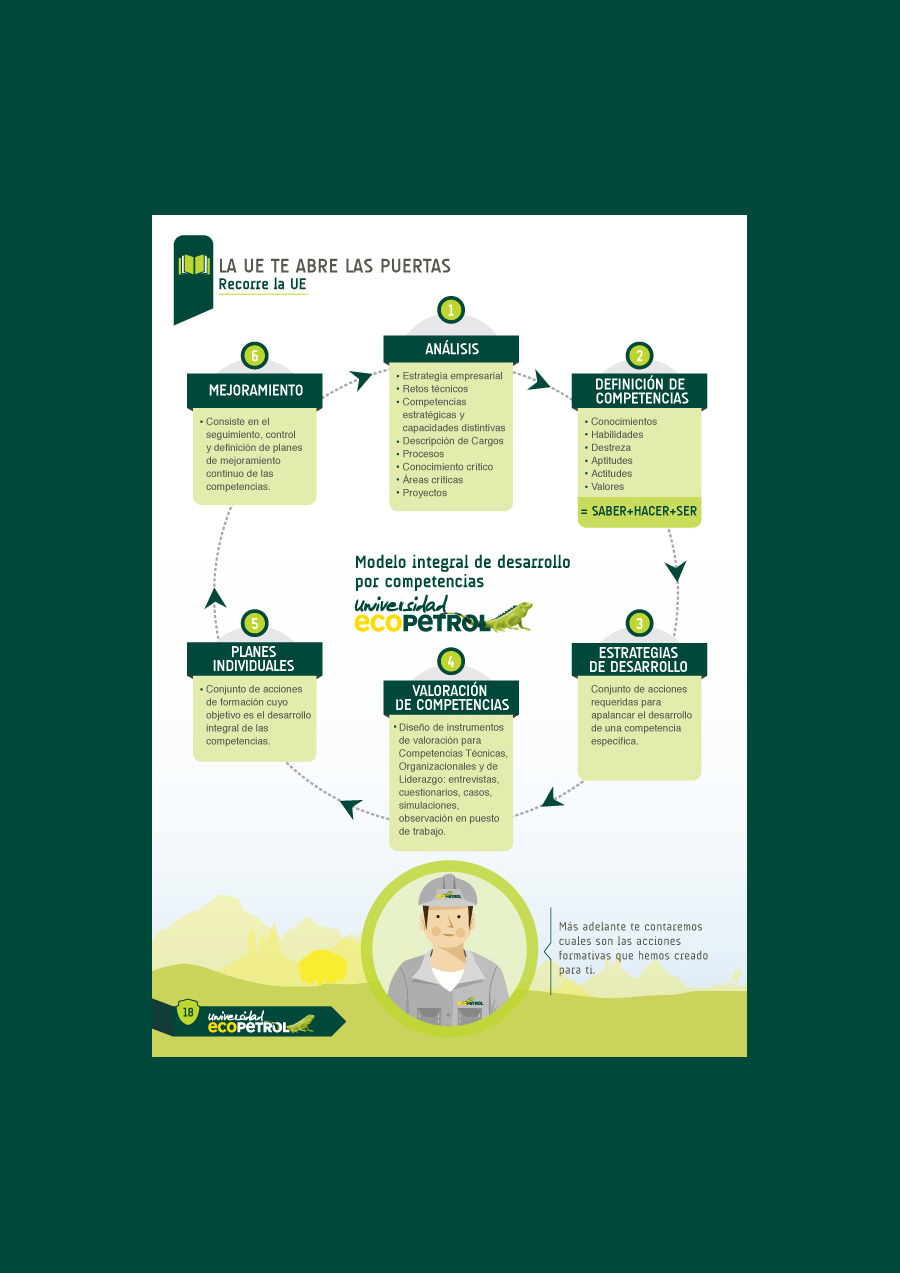 LA UE TE ABRE LAS PUERTAS
Recorre la UE
1
ANÁLISIS
• Estrategia empresarial
• Retos técnicos
• Competencias
estratégicas y
capacidades distintivas
• Descripción de Cargos
• Procesos
• Conocimiento crítico
• Áreas críticas
• Proyectos
2
DEFINICIÓN DE
COMPETENCIAS
• Conocimientos
• Habilidades
• Destreza
• Aptitudes
• Actitudes
• Valores
= SABER+HACER+SER
6
MEJORAMIENTO
• Consiste en el
seguimiento, control
y definición de planes
de mejoramiento
continuo de las
competencias.
Modelo integral de desarrollo
por competencias
universidad
ecopetrol
3
ESTRATEGIAS
DE DESARROLLO
Conjunto de acciones
requeridas para
apalancar el desarrollo
de una competencia
específica.
4
VALORACIÓN
DE COMPETENCIAS
• Diseño de instrumentos
de valoración para
Competencias Técnicas,
Organizacionales y de
Liderazgo: entrevistas,
cuestionarios, casos,
simulaciones,
observación en puesto
de trabajo.
5
PLANES
INDIVIDUALES
• Conjunto de acciones
de formación cuyo
objetivo es el desarrollo
integral de las
competencias.
ecopetrol
ecopetrol
Más adelante te contaremos
cuales son las acciones
formativas que hemos creado
para ti.
18
universidad
ecopetrol